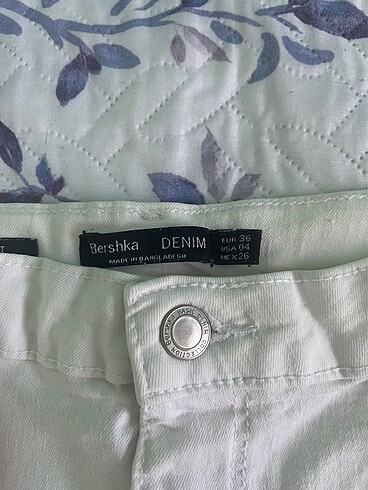 Bershka DENIM
MADE IN BANGLADESH
EUR 36
USA 04
MEX 26
T